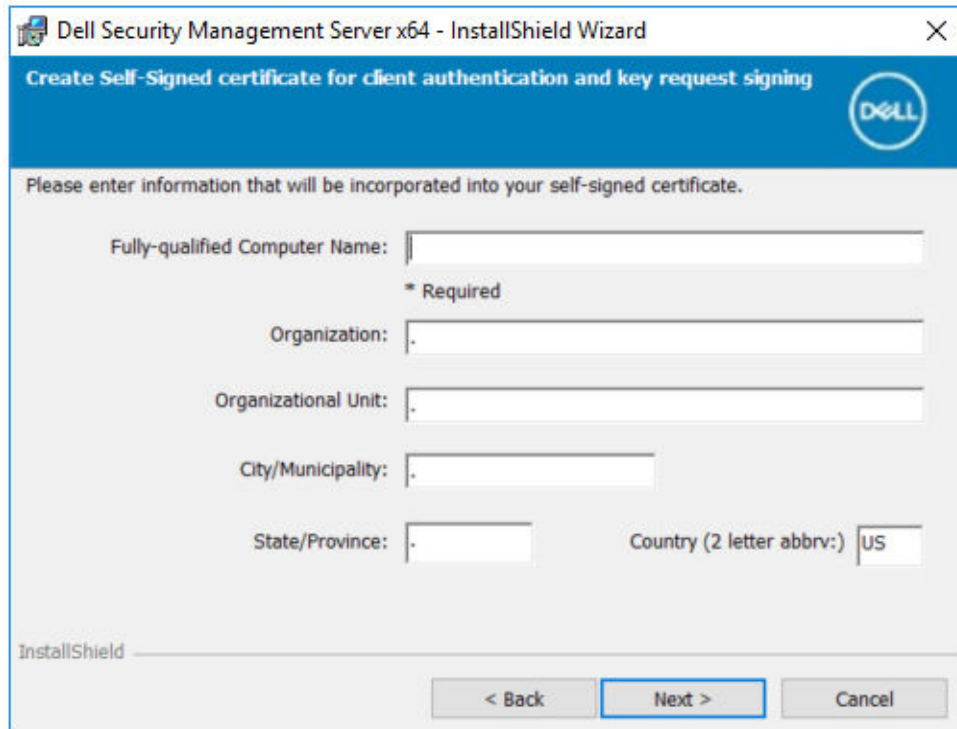 Dell Security Management Server x64 - InstallShield Wizard
Create Self-Signed certificate for client authentication and key request signing
DELL
Please enter information that will be incorporated into your self-signed certificate.
Fully-qualified Computer Name:
* Required
Organization: .
Organizational Unit: .
City/Municipality: .
State/Province: . Country (2 letter abbrv:) US
InstallShield
< Back Next > Cancel